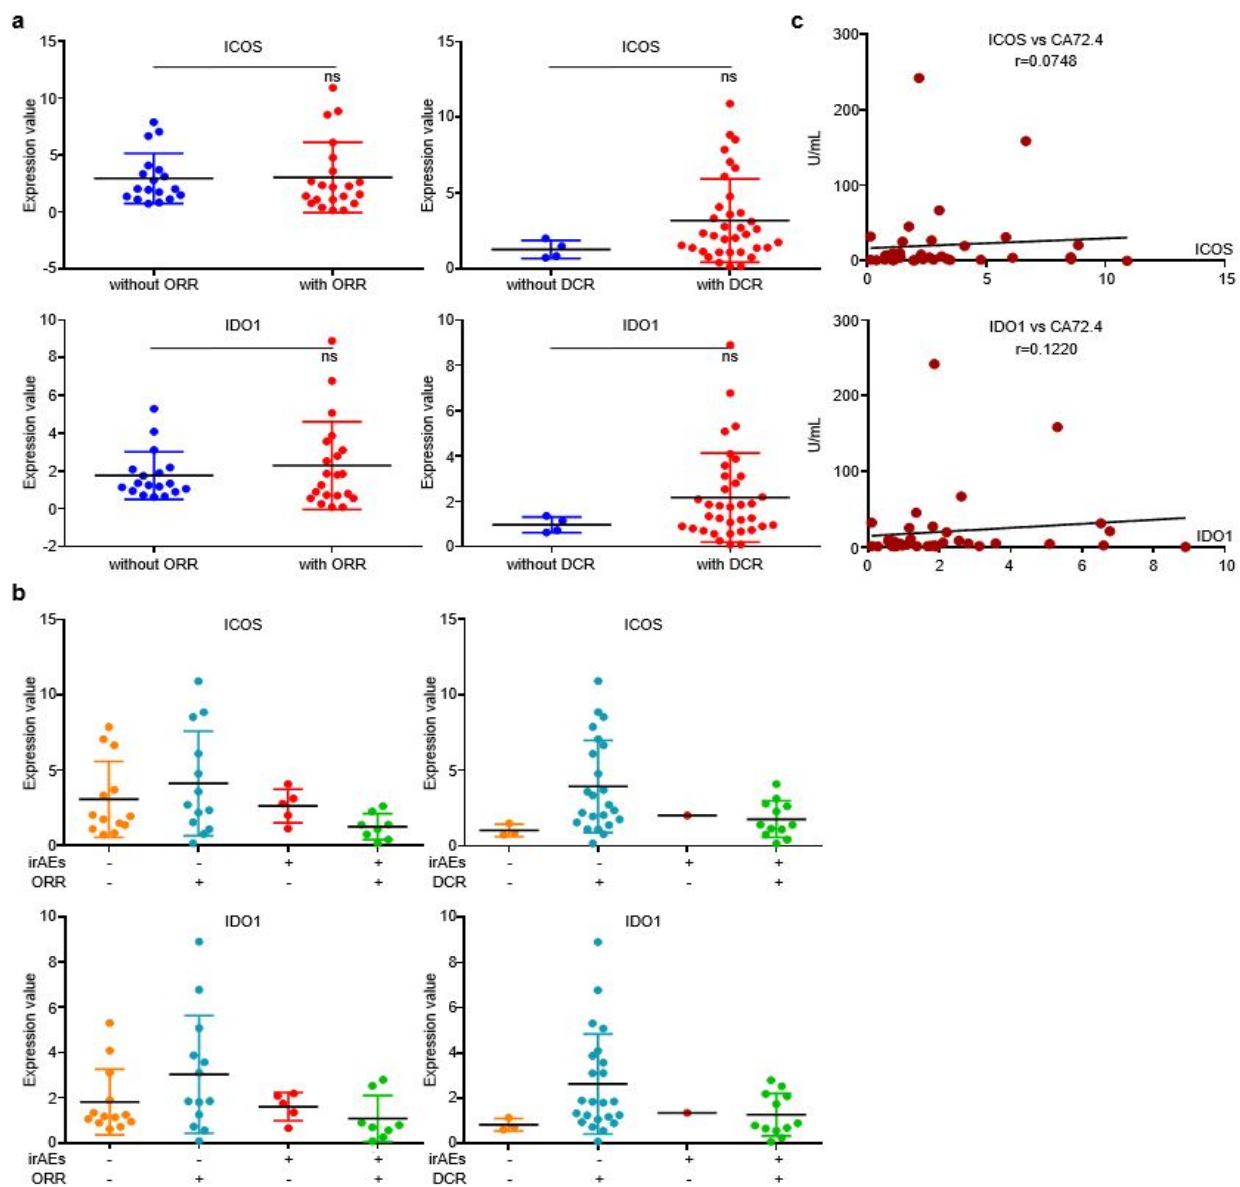 a
c
ICOS
ns
Expression value
15
10
5
0
-5
without ORR
with ORR
ICOS
ns
Expression value
15
10
5
0
without DCR
with DCR
ICOS vs CA72.4
r=0.0748
U/mL
300
200
100
0
ICOS
0
5
10
15
IDO1
ns
Expression value
10
8
6
4
2
0
-2
without ORR
with ORR
IDO1
ns
Expression value
10
8
6
4
2
0
without DCR
with DCR
IDO1 vs CA72.4
r=0.1220
U/mL
300
200
100
0
IDO1
0
2
4
6
8
10
b
ICOS
Expression value
15
10
5
0
irAEs - - + +
ORR - + - +
ICOS
Expression value
15
10
5
0
irAEs - - + +
DCR - + - +
IDO1
Expression value
10
8
6
4
2
0
irAEs - - + +
ORR - + - +
IDO1
Expression value
10
8
6
4
2
0
irAEs - - + +
DCR - + - +